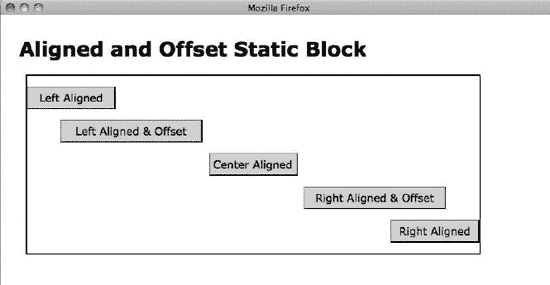 Mozilla Firefox
Aligned and Offset Static Block
Left Aligned
Left Aligned & Offset
Center Aligned
Right Aligned & Offset
Right Aligned